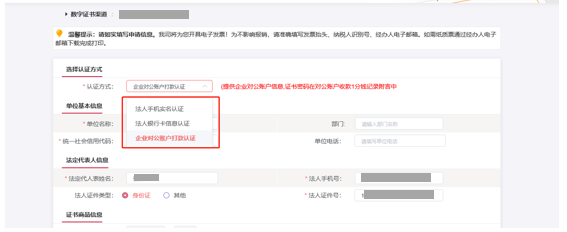 数字证书渠道：
温馨提示：请如实填写申请信息。我司将为您开具电子发票！为不影响报销，请准确填写发票抬头、纳税人识别号、经办人电子邮箱。如需纸质票通过经办人电子
邮箱下载完成打印。
选择认证方式
* 认证方式： 企业对公账户打款认证 (提供企业对公账户信息,证书密码在对公账户收款1分钱记录附言中
法人手机实名认证
单位基本信息
法人银行卡信息认证
* 单位名称： 部门： 请输入部门名称
企业对公账户打款认证
* 统一社会信用代码： 单位电话： 请填写单位电话
法定代表人信息
* 法定代表人姓名： * 法人手机号：
法人证件类型： 身份证 其他 * 法人证件号：
证书商品信息